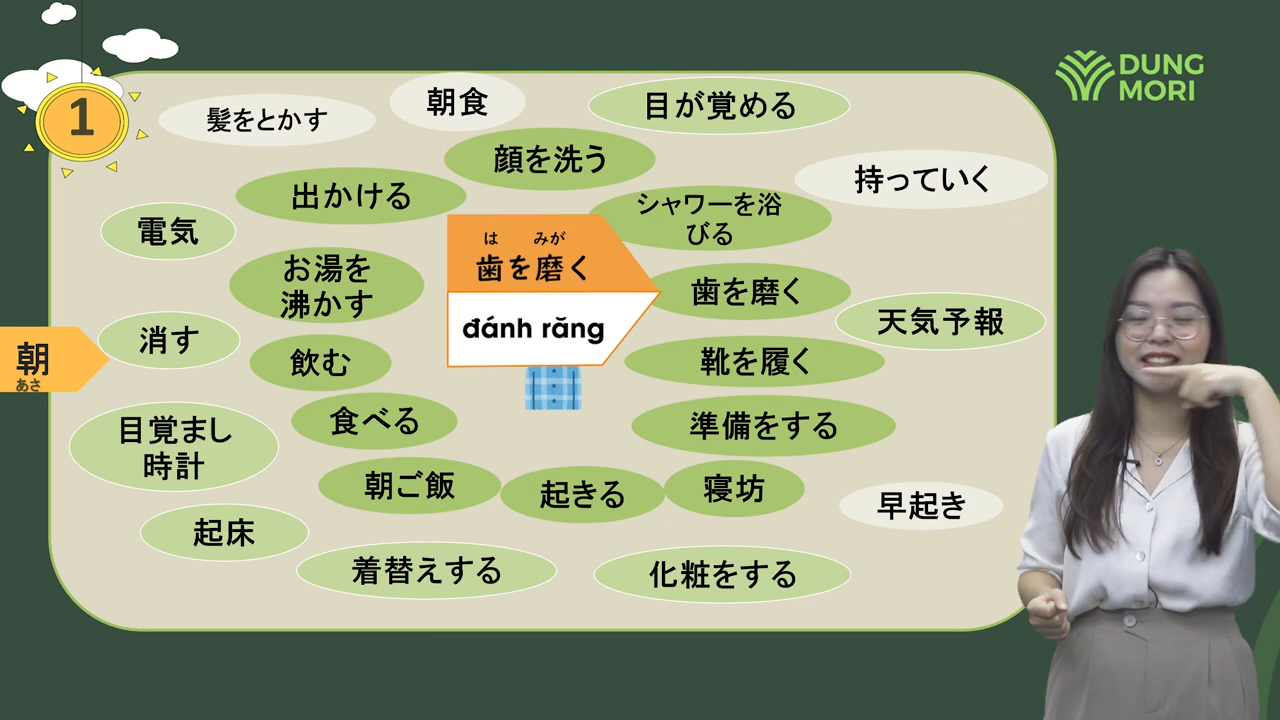 1
DUNG
MORI
髪をとかす
朝食
目が覚める
顔を洗う
持っていく
出かける
シャワーを浴
びる
電気
は みが
歯を磨く
đánh răng
お湯を
沸かす
歯を磨く
天気予報
消す
飲む
靴を履く
朝
あさ
食べる
準備をする
目覚まし
時計
朝ご飯
起きる
寝坊
早起き
起床
着替えする
化粧をする